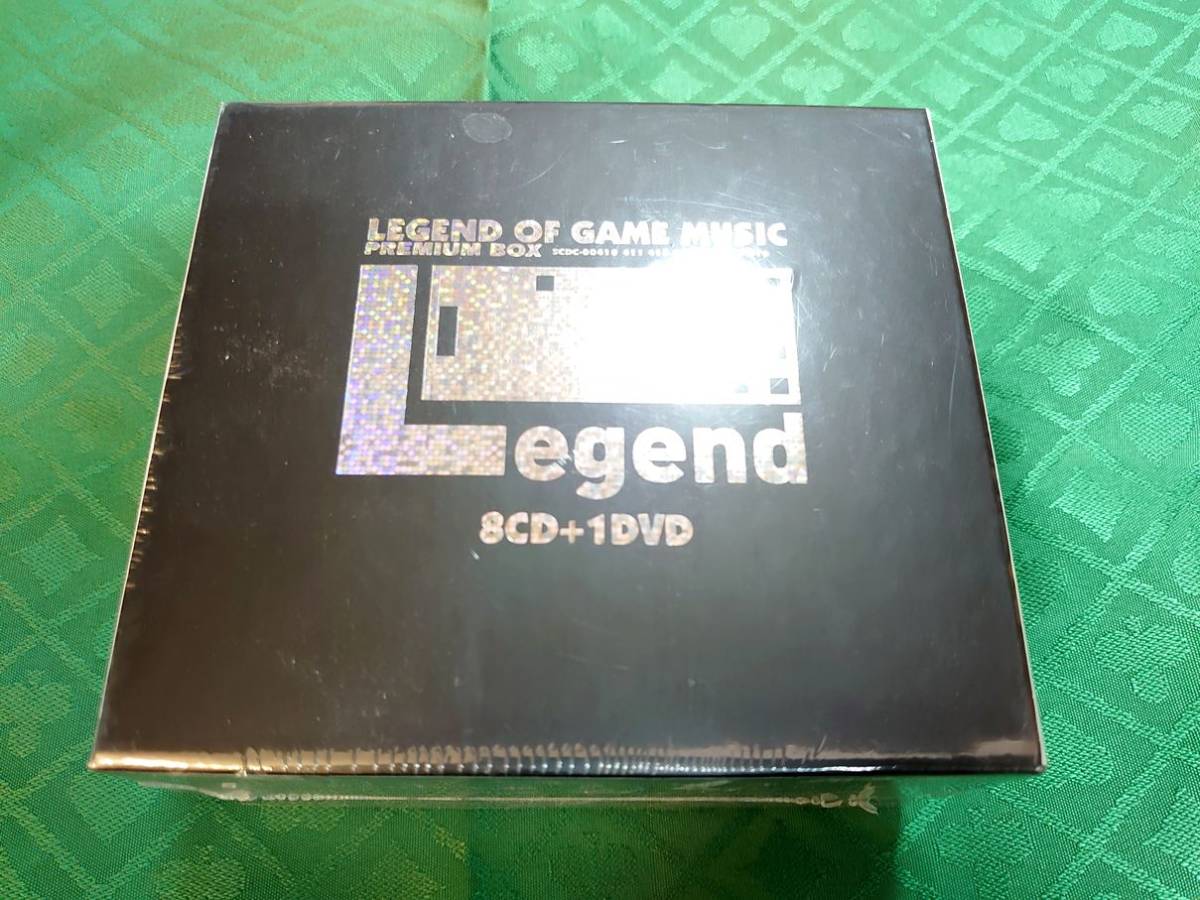 LEGEND OF GAME MUSIC
PREMIUM BOX
Legend
8CD+1DVD